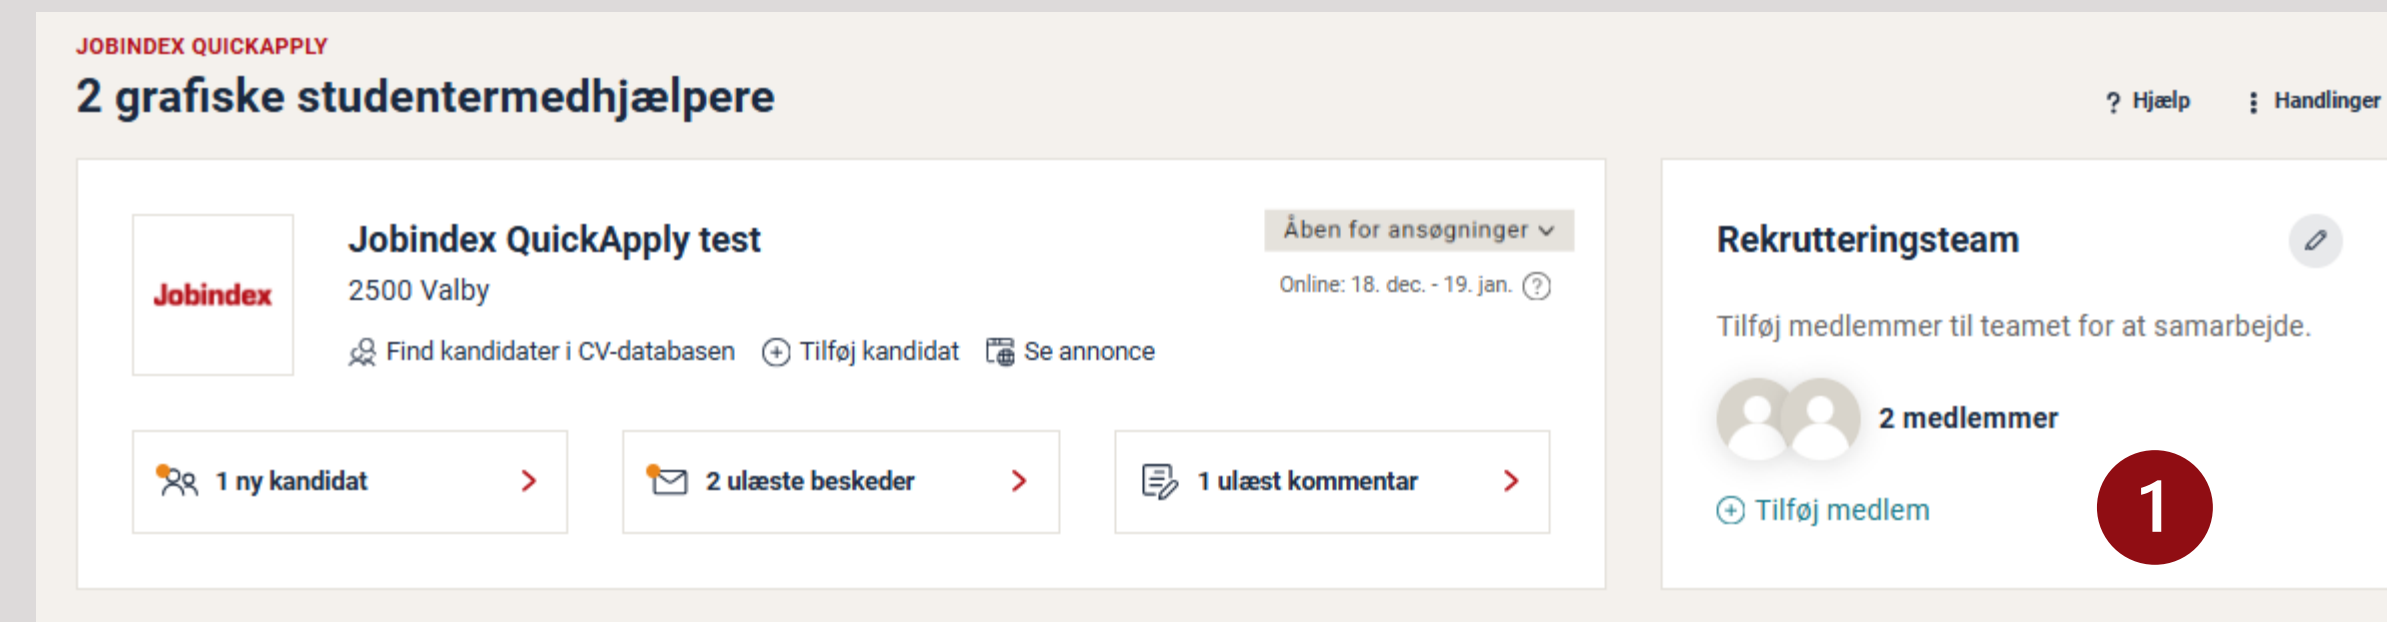 JOBINDEX QUICKAPPLY
2 grafiske studentermedhjælpere
? Hjælp
Handlinger
Jobindex
Jobindex QuickApply test
2500 Valby
Find kandidater i CV-databasen Tilføj kandidat Se annonce
Åben for ansøgninger
Online: 18. dec. - 19. jan. ?
1 ny kandidat
2 ulæste beskeder
1 ulæst kommentar
Rekrutteringsteam
Tilføj medlemmer til teamet for at samarbejde.
2 medlemmer
Tilføj medlem
1